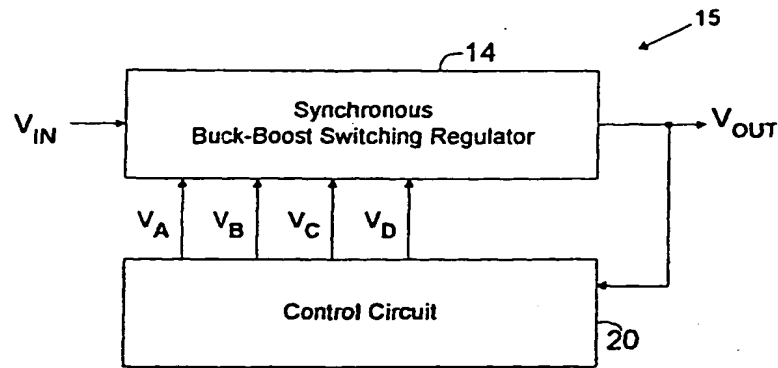 15
14
Synchronous
V_IN
Buck-Boost Switching Regulator
V_OUT
V_A V_B V_C V_D
Control Circuit
20